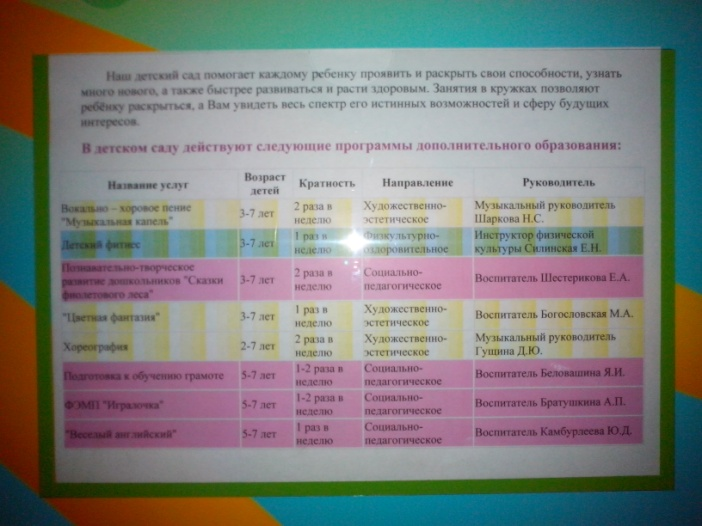 Наш детский сад помогает каждому ребенку проявить и раскрыть свои способности, узнать
много нового, а также быстрее развиваться и расти здоровым. Занятия в кружках позволяют
ребёнку раскрыться, а Вам увидеть весь спектр его истинных возможностей и сферу будущих
интересов.
В детском саду действуют следующие программы дополнительного образования:
Название услуг Возраст детей Кратность Направление Руководитель
Вокально – хоровое пение "Музыкальная капель" 3-7 лет 2 раза в неделю Художественно-эстетическое Музыкальный руководитель Шаркова Н.С.
Детский фитнес 3-7 лет 1 раз в неделю Физкультурно-оздоровительное Инструктор физической культуры Силинская Е.Н.
Познавательно-творческое развитие дошкольников "Сказки фиолетового леса" 3-7 лет 2 раза в неделю Социально-педагогическое Воспитатель Шестерикова Е.А.
"Цветная фантазия" 3-7 лет 1 раз в неделю Художественно-эстетическое Воспитатель Богословская М.А.
Хореография 2-7 лет 2 раза в неделю Художественно-эстетическое Музыкальный руководитель Гущина Д.Ю.
Подготовка к обучению грамоте 5-7 лет 1-2 раза в неделю Социально-педагогическое Воспитатель Беловашина Я.И.
ФЭМП "Игралочка" 5-7 лет 1-2 раза в неделю Социально-педагогическое Воспитатель Братушкина А.П.
"Веселый английский" 5-7 лет 1 раз в неделю Социально-педагогическое Воспитатель Камбурлеева Ю.Д.